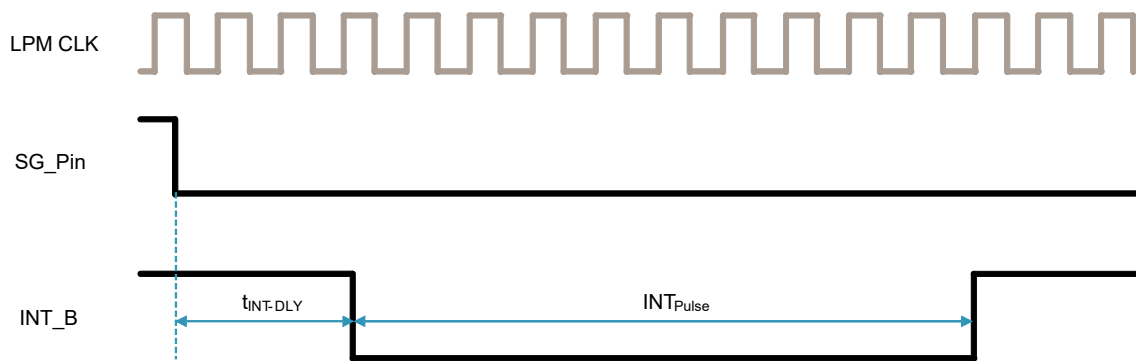 LPM CLK
SG_Pin
INT_B
tINT-DLY
INTPulse